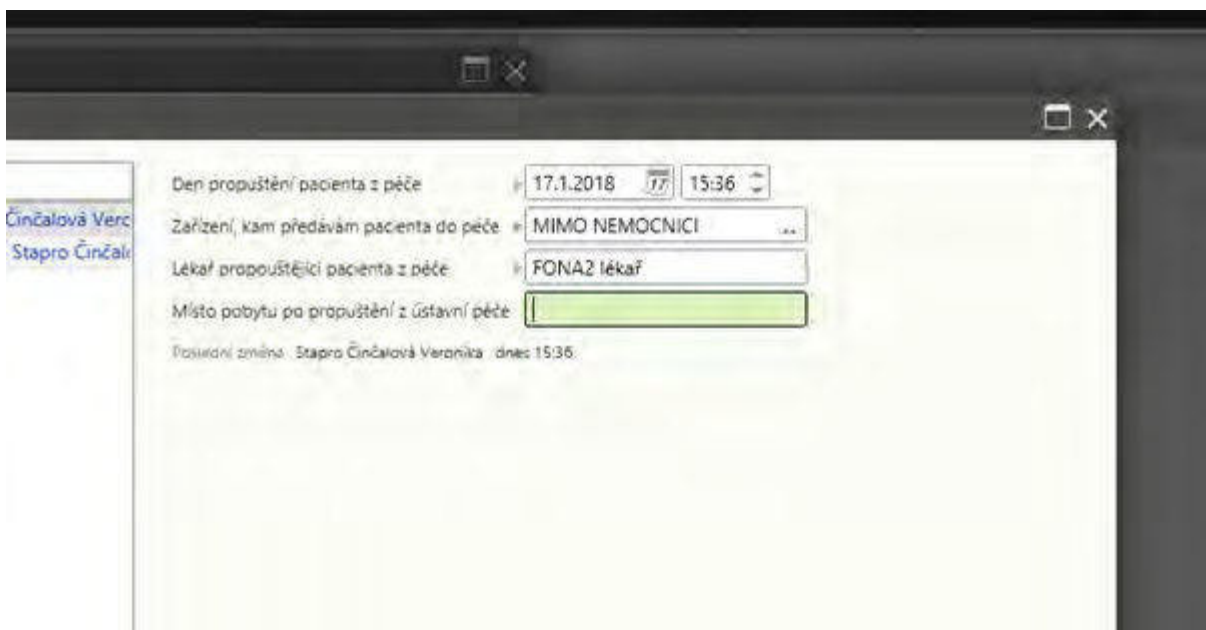 Činčalová Verc
Stapro Činčal
Den propuštění pacienta z péče 17.1.2018 17 15:36
Zařízení, kam předávám pacienta do péče MIMO NEMOCNICI ..
Lékař propouštějící pacienta z péče FONA2 lékař
Místo pobytu po propuštění z ústavní péče
Poslední změna Stapro Činčalová Veronika dnes 15:36